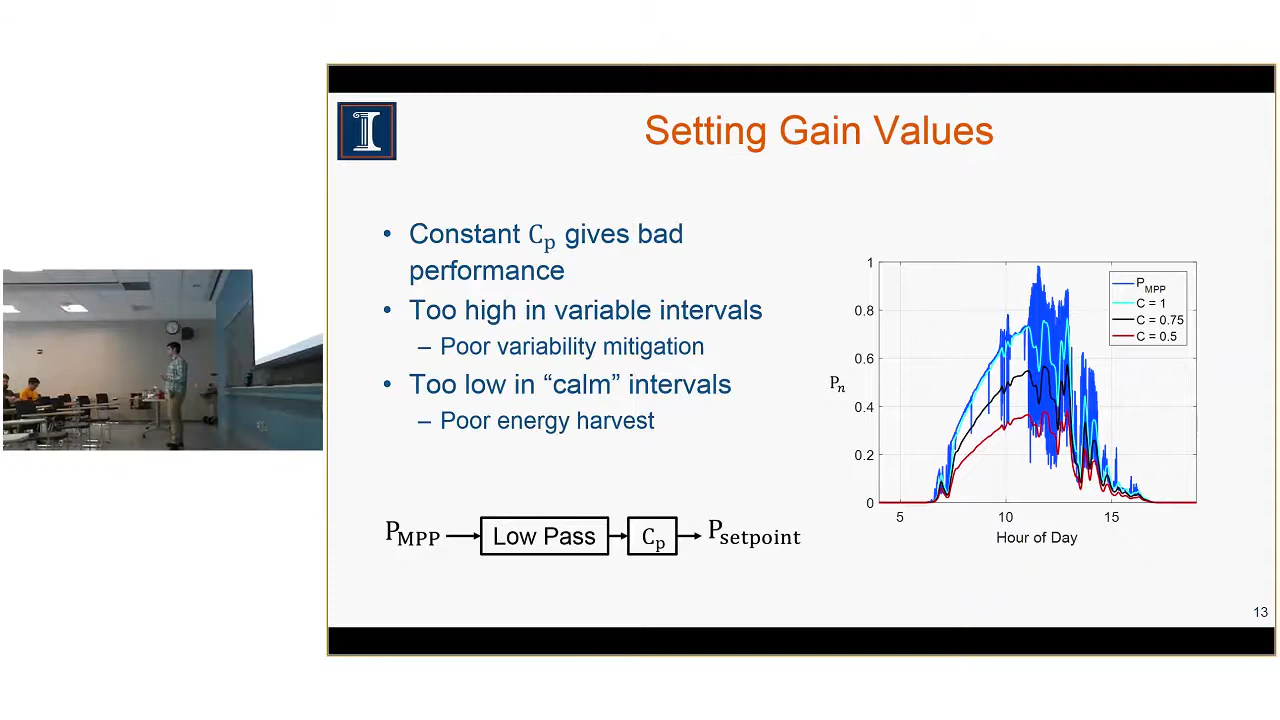 Setting Gain Values
• Constant Cp gives bad
performance
• Too high in variable intervals
– Poor variability mitigation
• Too low in “calm” intervals
– Poor energy harvest
PMPP
Low Pass
Cp
Psetpoint
1
0.8
0.6
0.4
0.2
0
Pn
5
10
15
Hour of Day
PMPP
C = 1
C = 0.75
C = 0.5
13